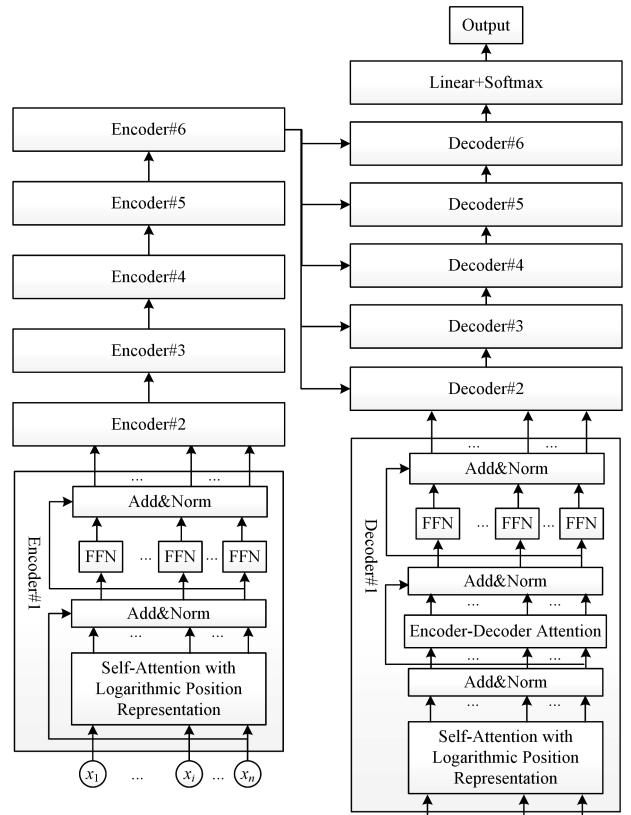 Output
Linear+Softmax
Encoder#6
Decoder#6
Encoder#5
Decoder#5
Encoder#4
Decoder#4
Encoder#3
Decoder#3
Encoder#2
Decoder#2
Encoder#1
... ...
Add&Norm
FFN ... FFN ... FFN
Add&Norm
... ...
Self-Attention with
Logarithmic Position
Representation
x1 ... xi ... xn
Decoder#1
... ...
Add&Norm
FFN ... FFN ... FFN
Add&Norm
... ...
Encoder-Decoder Attention
... ...
Add&Norm
... ...
Self-Attention with
Logarithmic Position
Representation